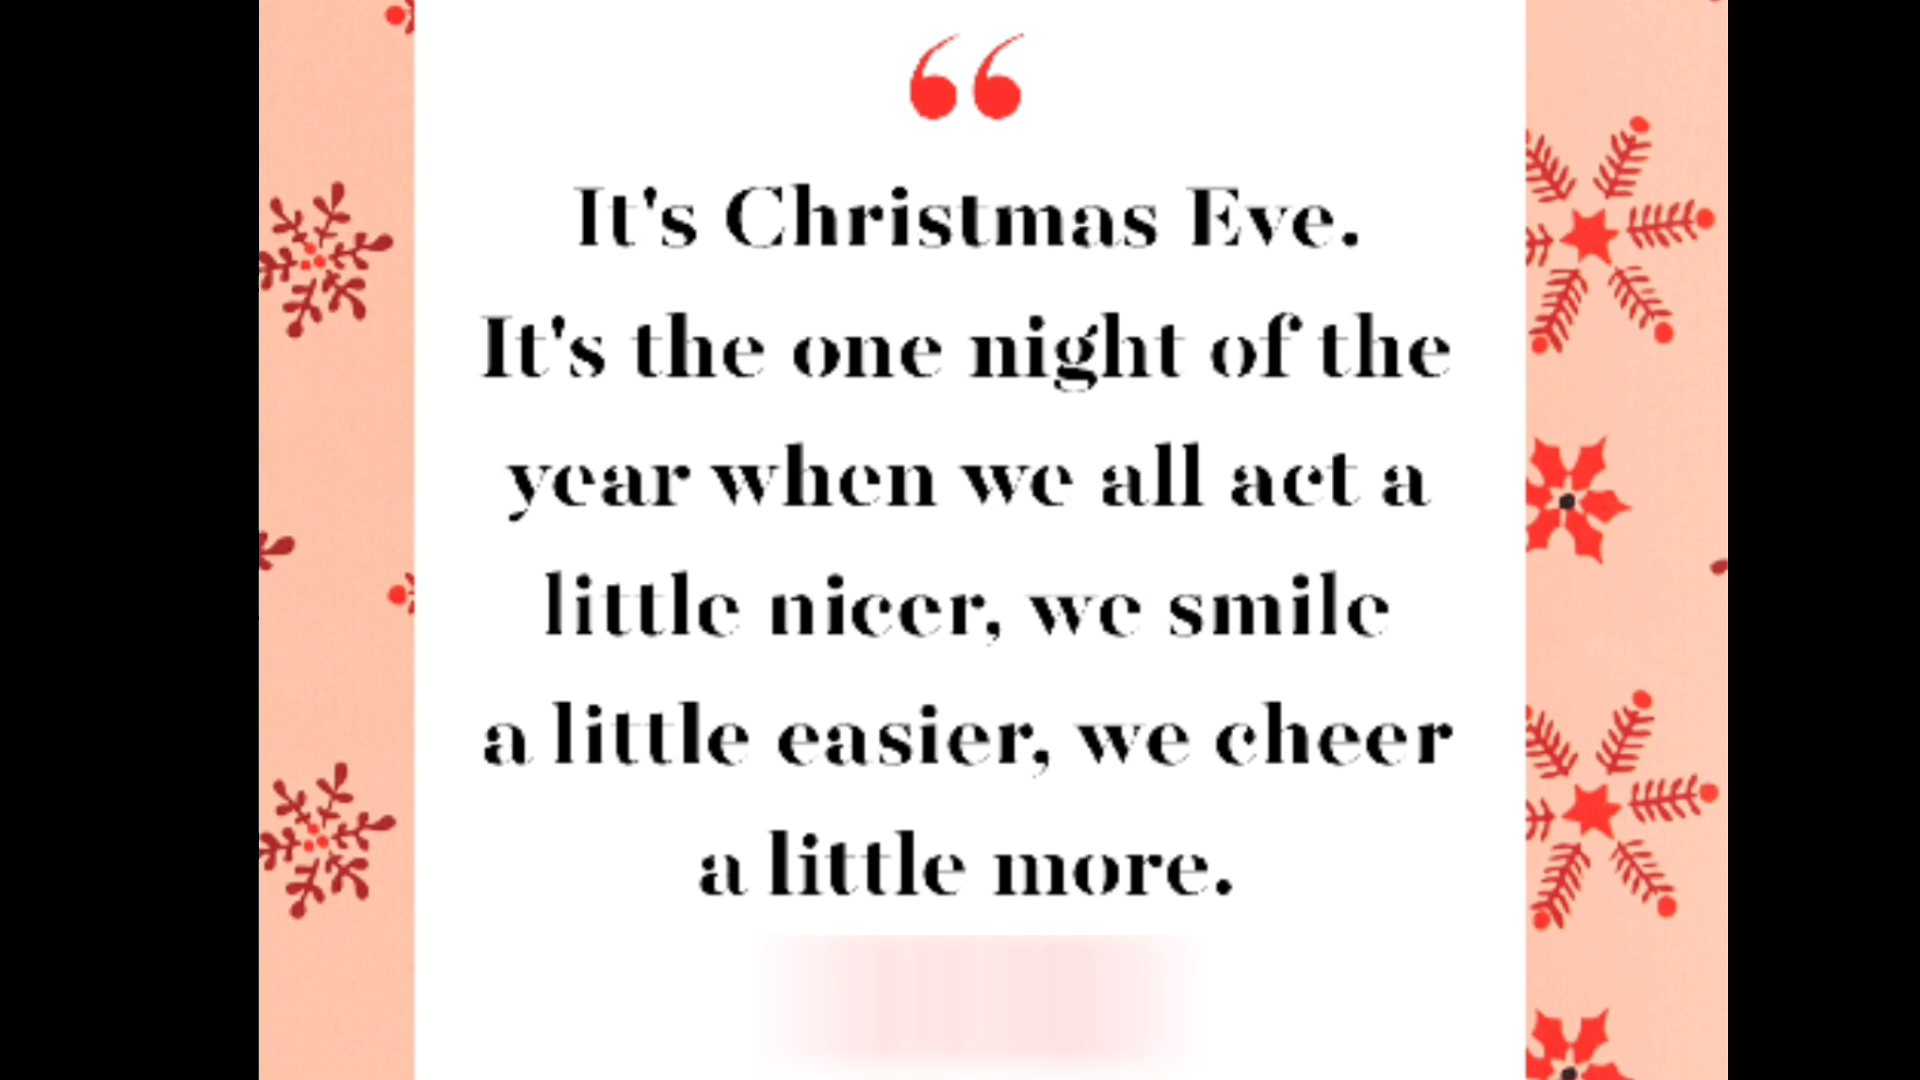 “
It's Christmas Eve.
It's the one night of the
year when we all act a
little nicer, we smile
a little easier, we cheer
a little more.